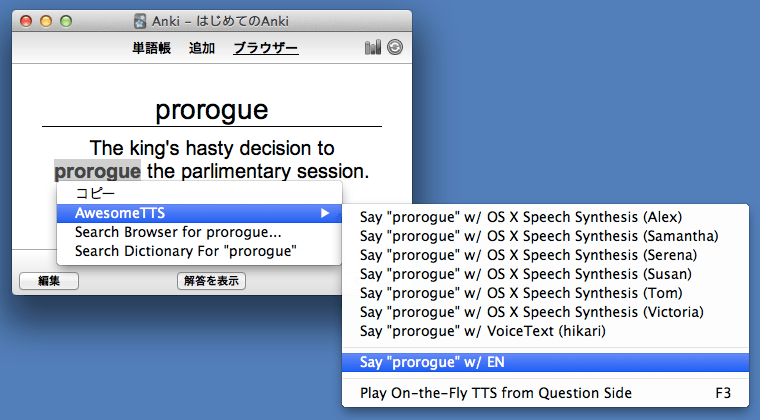 Anki - はじめてのAnki
単語帳 追加 ブラウザー
prorogue
The king's hasty decision to
prorogue the parlimentary session.
コピー
AwesomeTTS
Search Browser for prorogue...
Search Dictionary For "prorogue"
編集 解答を表示
Say "prorogue" w/ OS X Speech Synthesis (Alex)
Say "prorogue" w/ OS X Speech Synthesis (Samantha)
Say "prorogue" w/ OS X Speech Synthesis (Serena)
Say "prorogue" w/ OS X Speech Synthesis (Susan)
Say "prorogue" w/ OS X Speech Synthesis (Tom)
Say "prorogue" w/ OS X Speech Synthesis (Victoria)
Say "prorogue" w/ VoiceText (hikari)
Say "prorogue" w/ EN
Play On-the-Fly TTS from Question Side F3